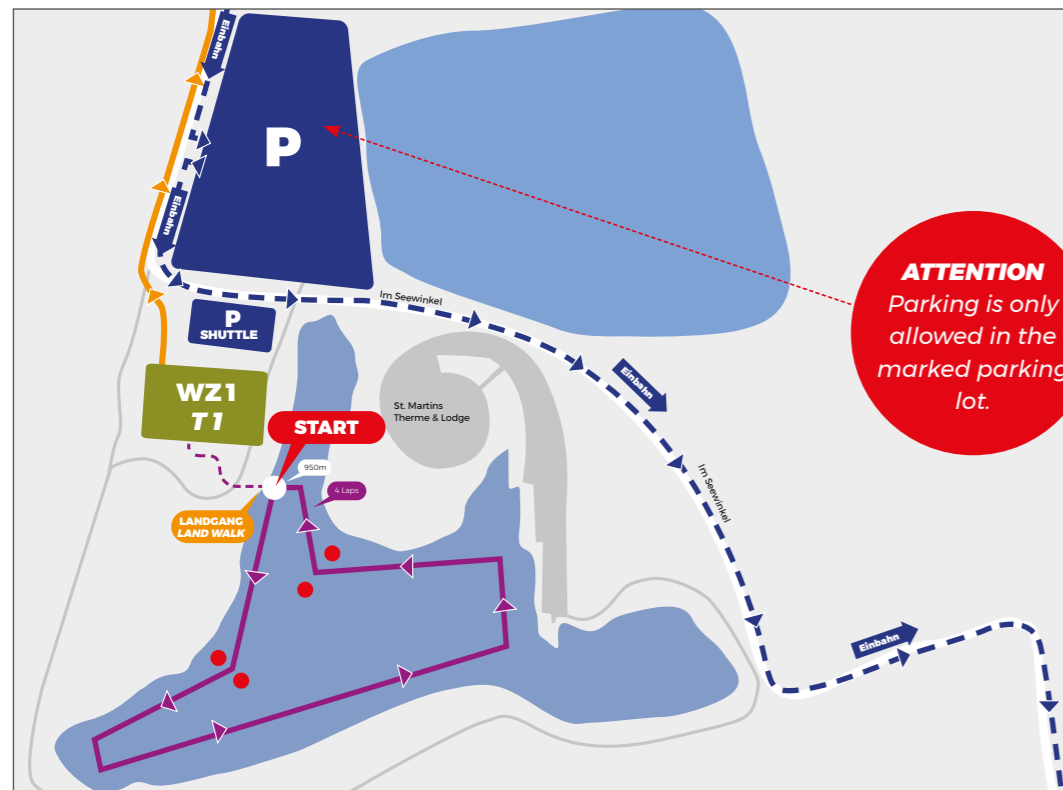 Einbahn
P
Einbahn
Im Seewinkel
P
SHUTTLE
ATTENTION
Parking is only
allowed in the
marked parking
lot.
WZ1
T1
St. Martins
Therme & Lodge
Einbahn
START
950m
4 Laps
LANDGANG
LAND WALK
Im Seewinkel
Einbahn